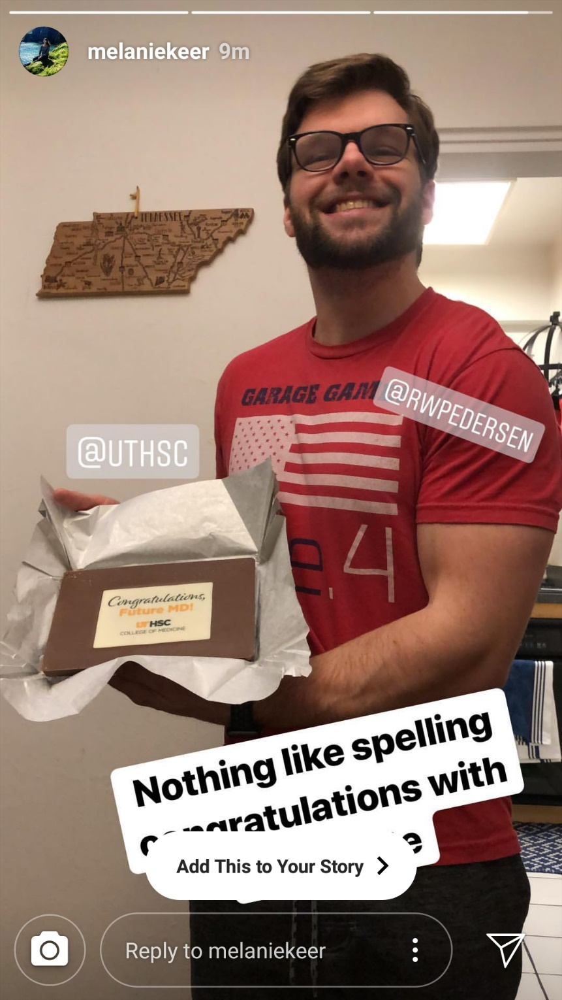 melaniekeer 9m
TENNESSEE
GARAGE GAM
@RWPEDERSEN
@UTHSC
.4
Congratulations,
Future MD!
UTHSC
COLLEGE OF MEDICINE
Nothing like spelling
congratulations with
Add This to Your Story
Reply to melaniekeer